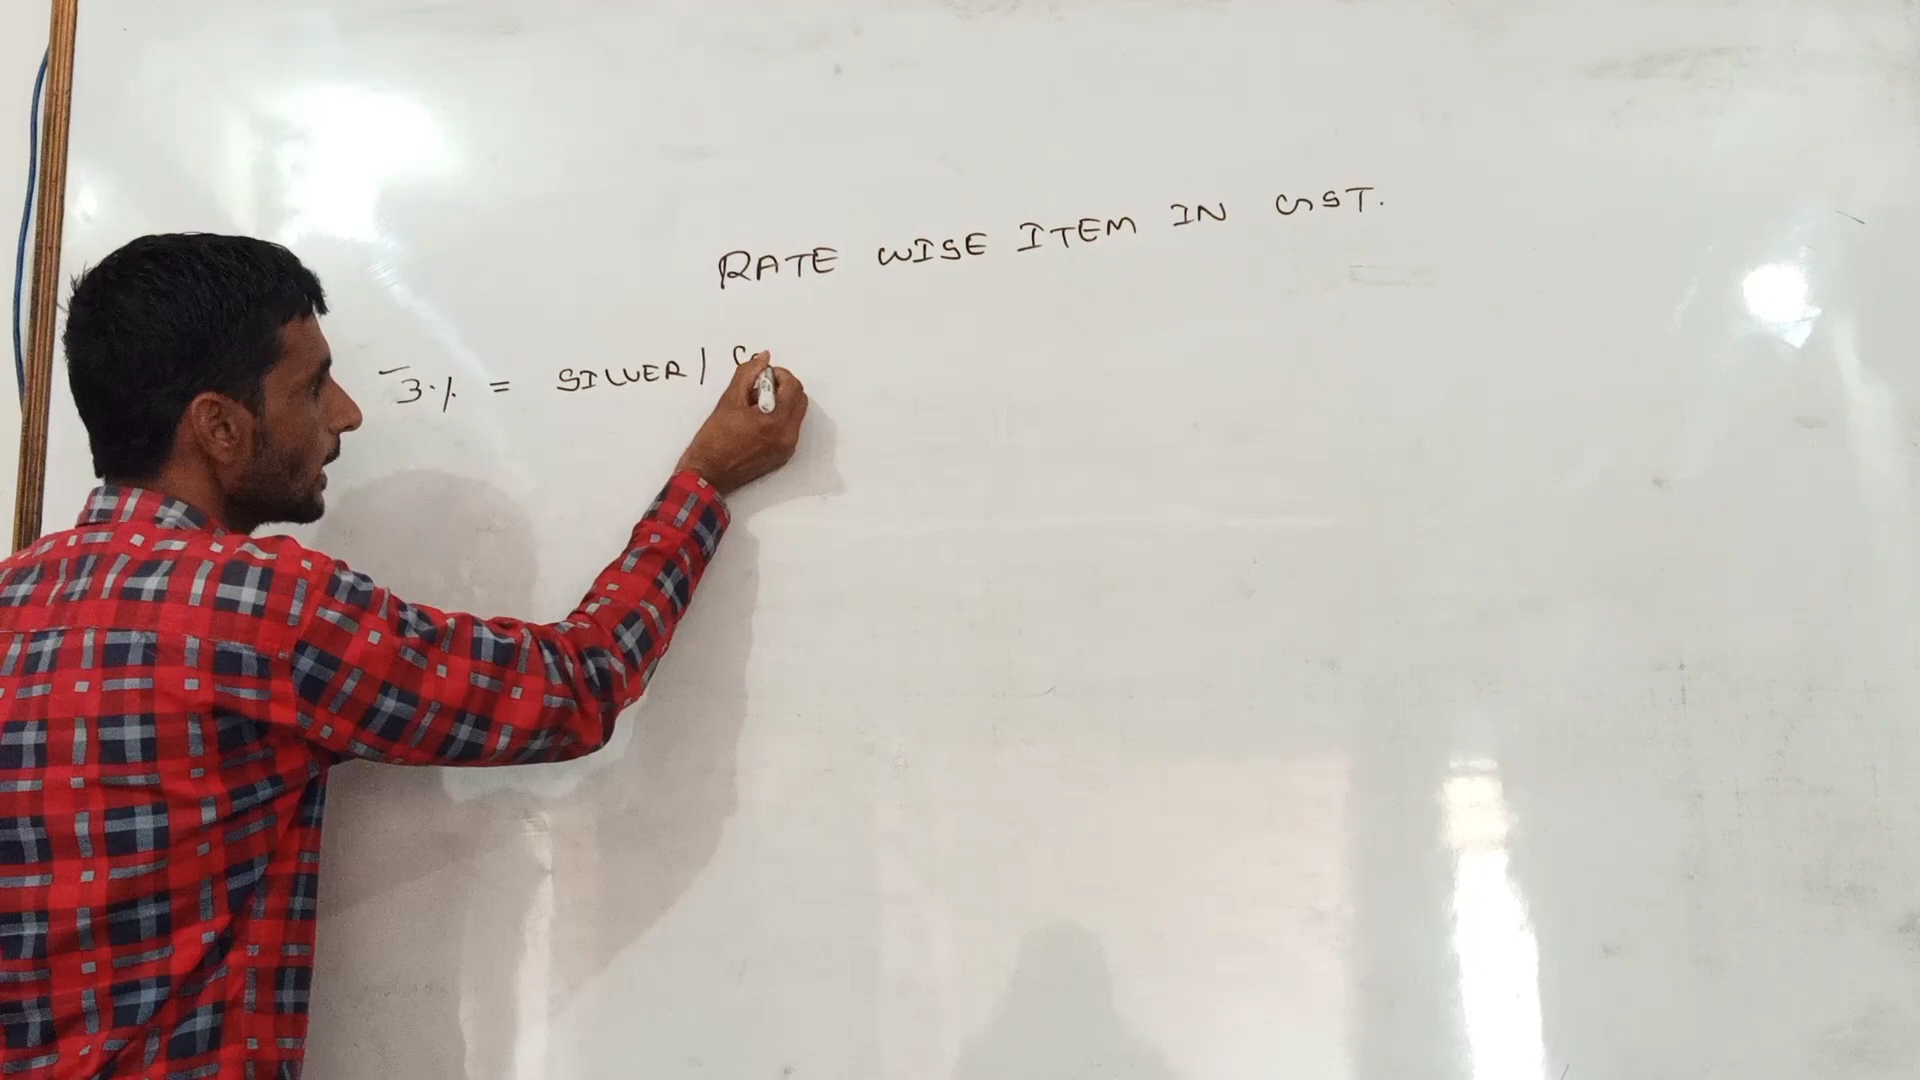 RATE WISE ITEM IN GST.
3% = SILVER / G